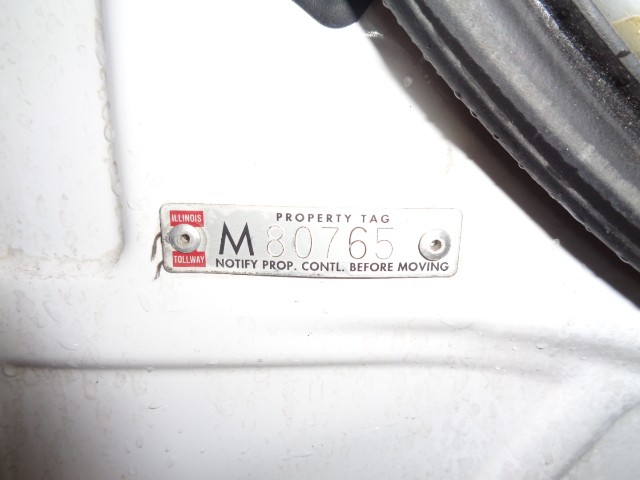 PROPERTY TAG
ILLINOIS
M 80765
TOLLWAY
NOTIFY PROP. CONTL. BEFORE MOVING